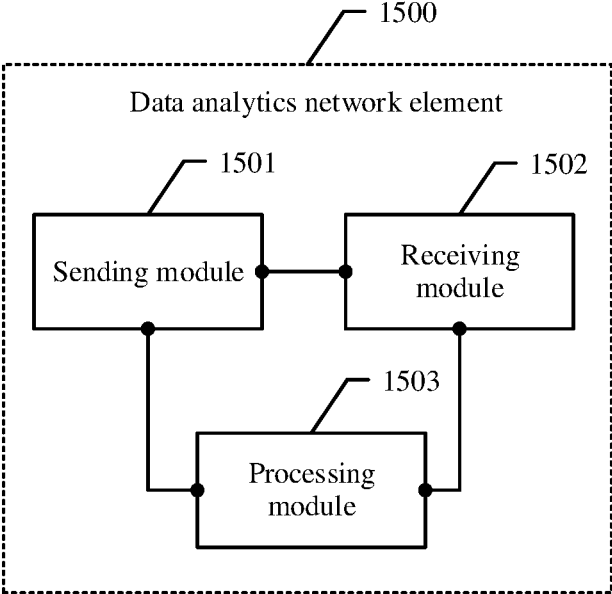 1500
Data analytics network element
1501
1502
Sending module
Receiving
module
1503
Processing
module